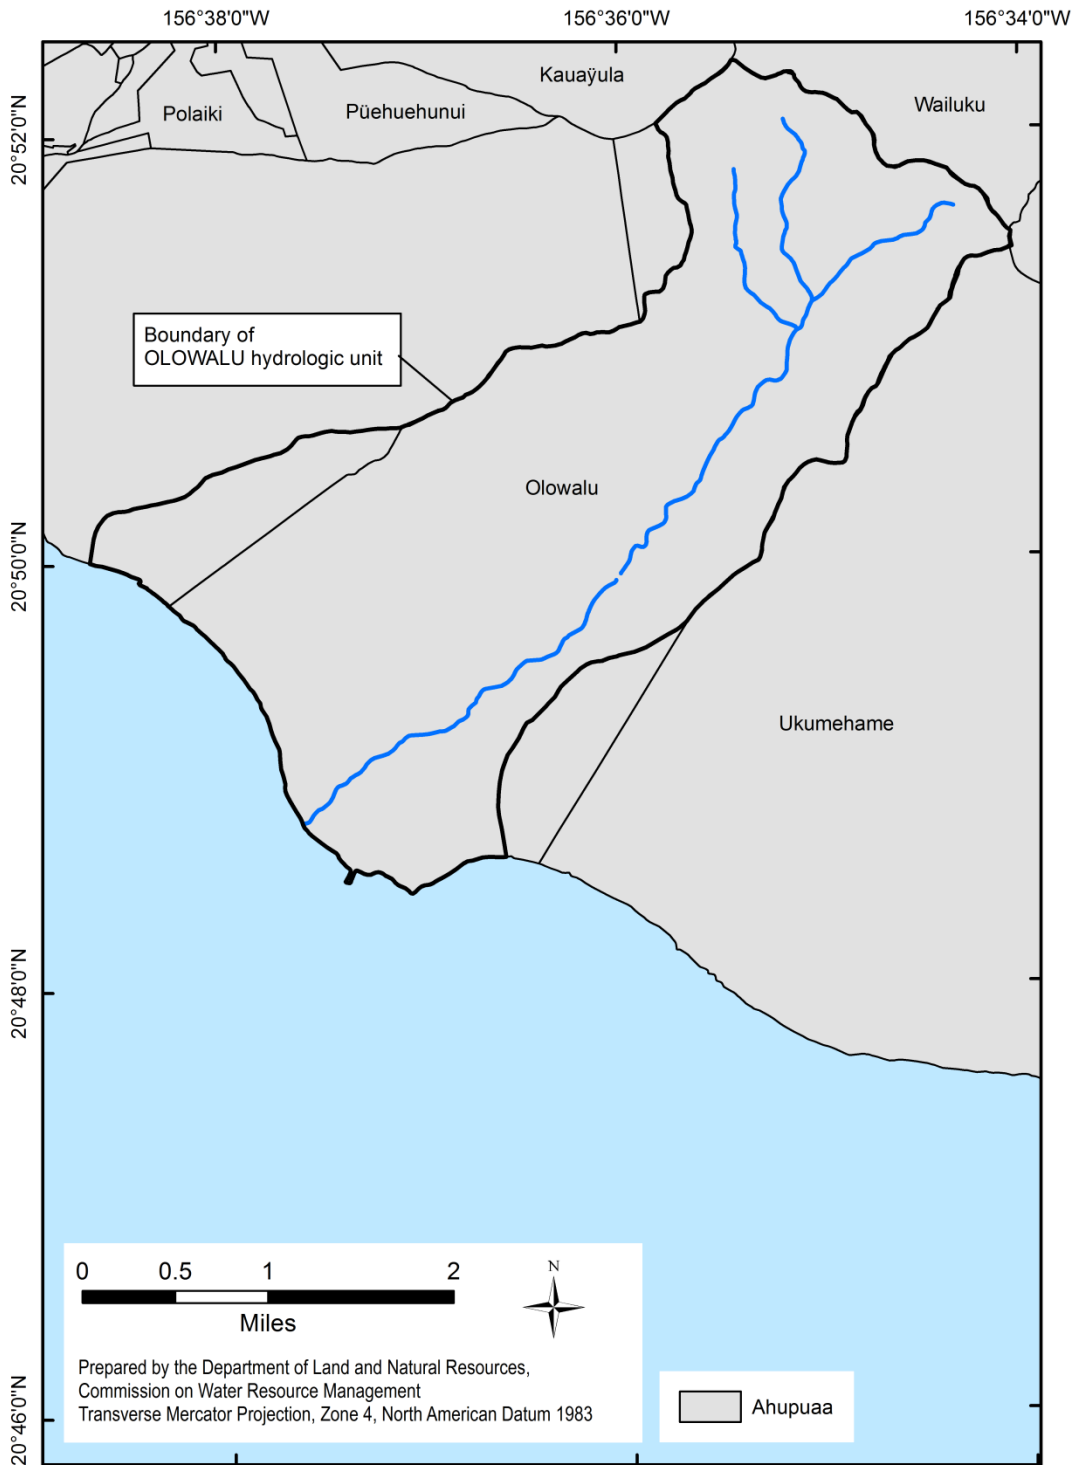 156°38'0"W
156°36'0"W
156°34'0"W
Kauaÿula
Wailuku
Polaiki
Püehuehunui
20°52'0"N
Boundary of
OLOWALU hydrologic unit
Olowalu
20°50'0"N
Ukumehame
20°48'0"N
0 0.5 1 2
Miles
N
Prepared by the Department of Land and Natural Resources,
Commission on Water Resource Management
Transverse Mercator Projection, Zone 4, North American Datum 1983
Ahupuaa
20°46'0"N